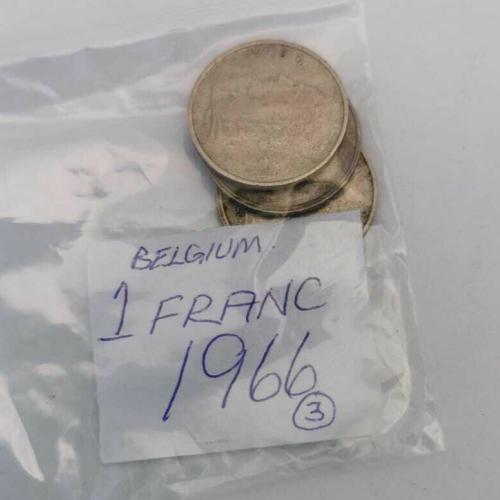 BELGIUM.
1 FRANC
1966
3